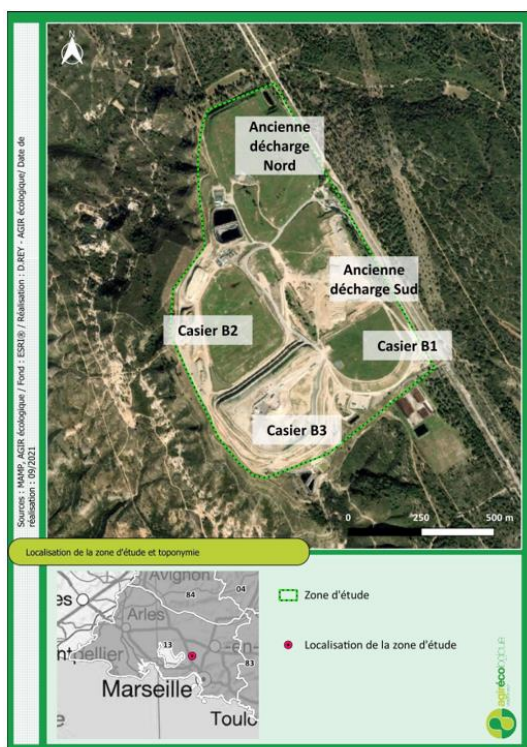 N
Ancienne
décharge
Nord
Ancienne
décharge Sud
Casier B2
Casier B1
Casier B3
0 250 500 m
Sources : MAMP, AGIR écologique / Fond : ESRI® / Réalisation : D.REY - AGIR écologique/ Date de
réalisation : 09/2021
Localisation de la zone d'étude et toponymie
Avignon
04
84
Arles
13
83
Marseille
Toulo
Zone d'étude
Localisation de la zone d'étude
agirécologique